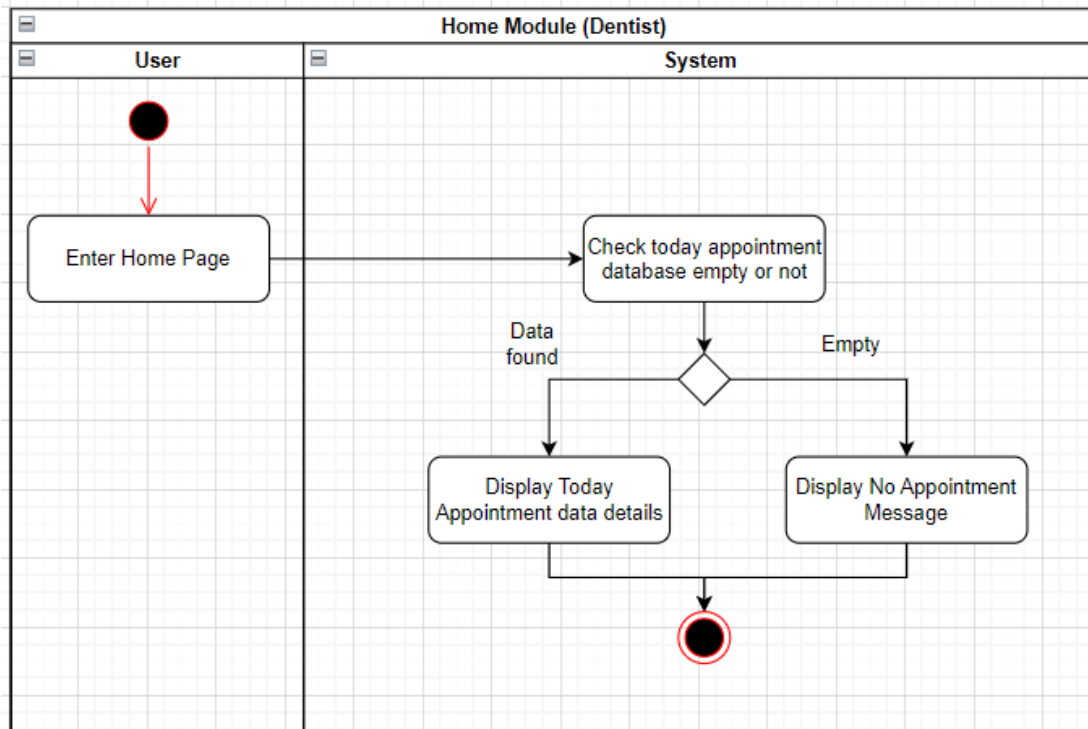 Home Module (Dentist)
User
System
Enter Home Page
Check today appointment
database empty or not
Data
found
Empty
Display Today
Appointment data details
Display No Appointment
Message